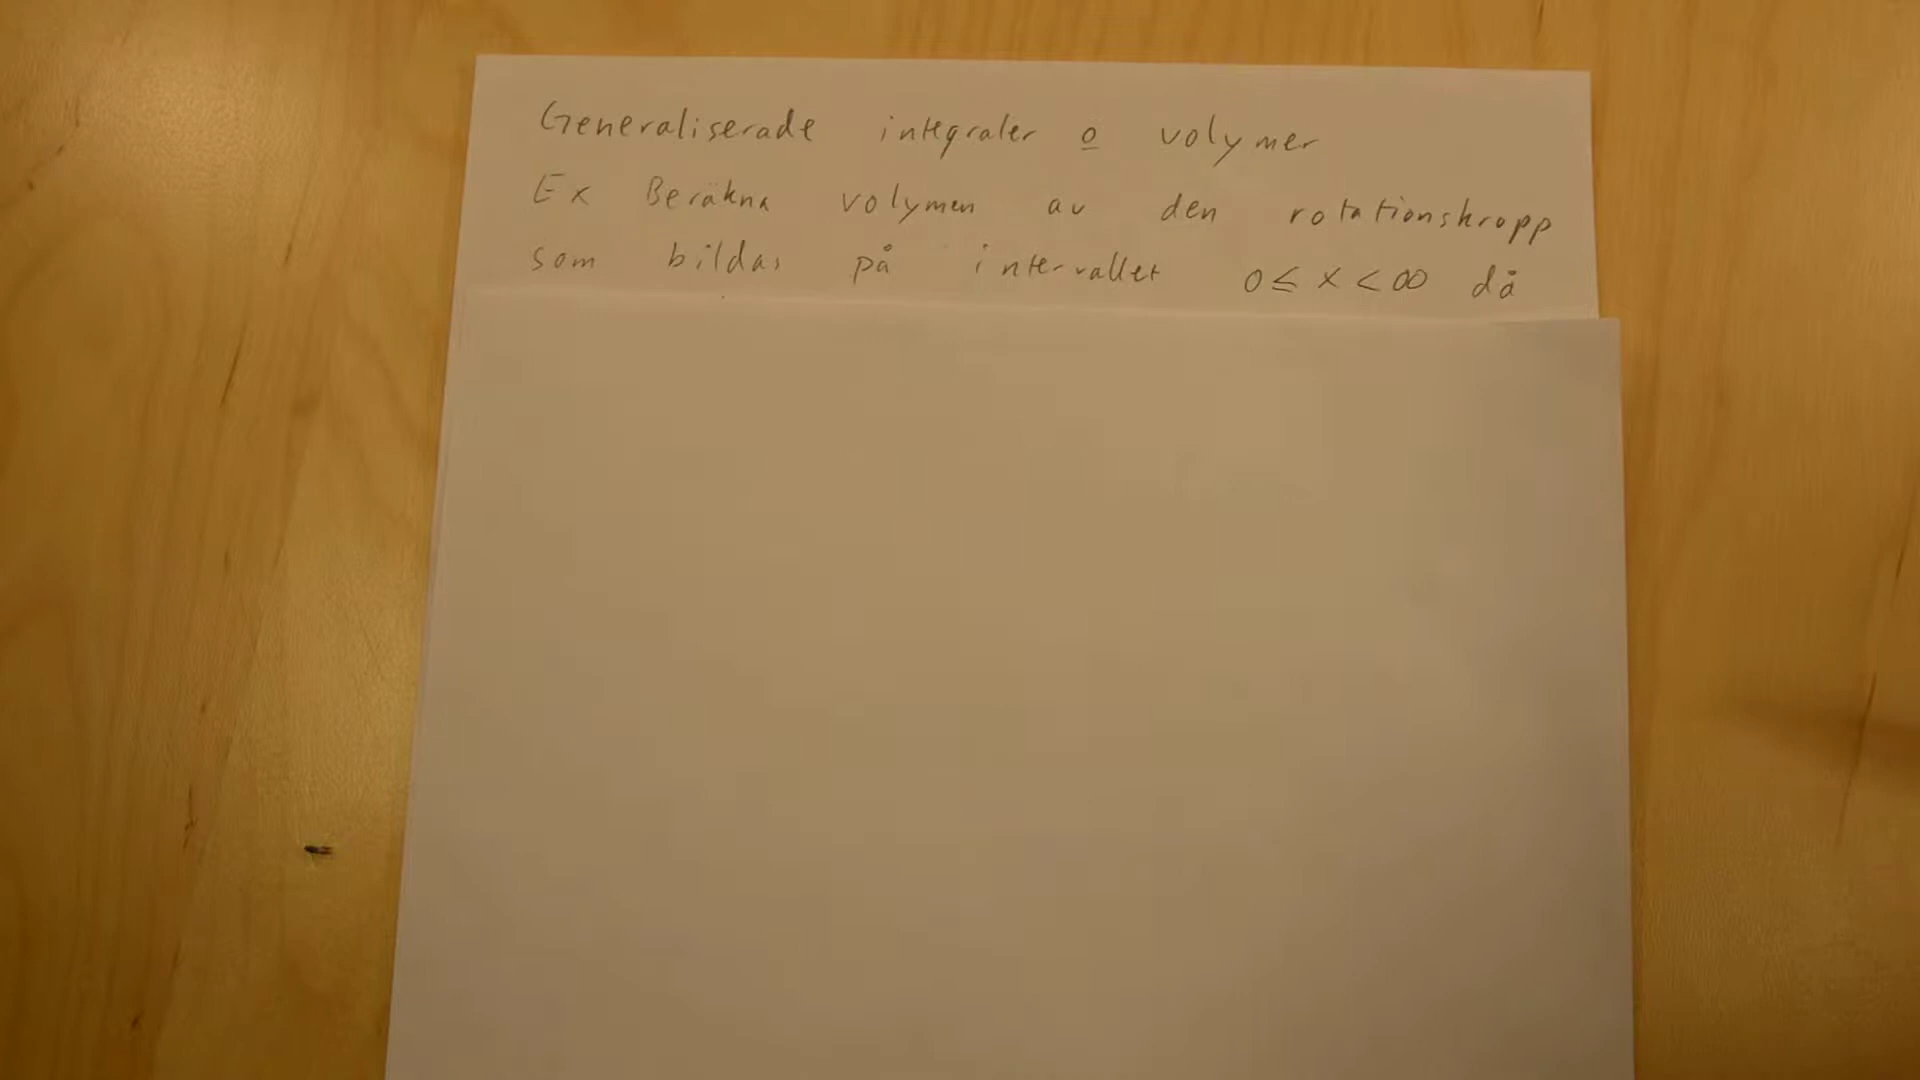 Generaliserade integraler o volymer
Ex Beräkna volymen av den rotationskropp
som bildas på intervallet 0 ≤ x < ∞ då